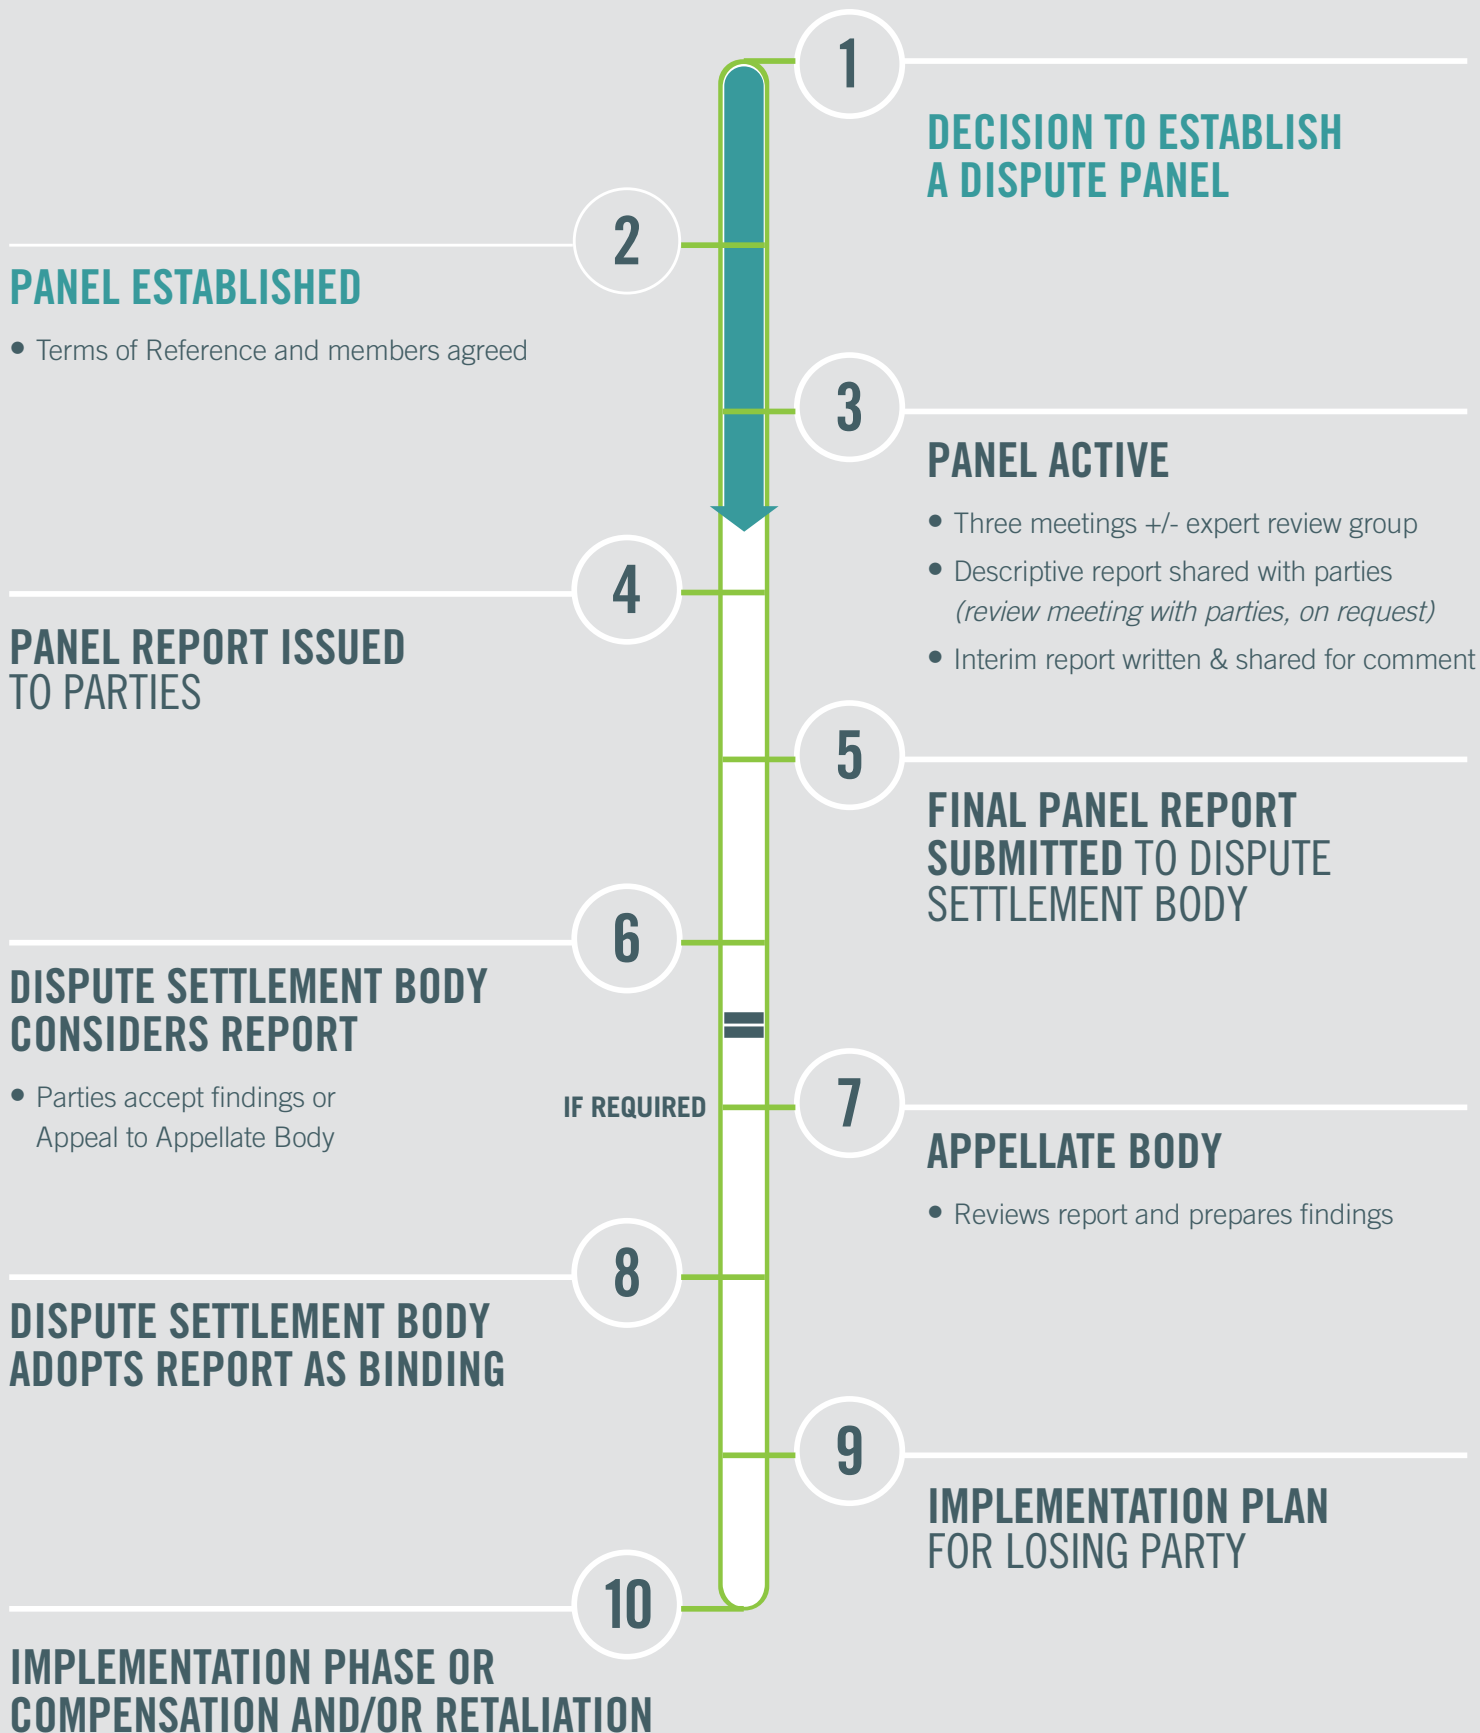 1
DECISION TO ESTABLISH
A DISPUTE PANEL
2
PANEL ESTABLISHED
• Terms of Reference and members agreed
3
PANEL ACTIVE
• Three meetings +/- expert review group
• Descriptive report shared with parties
(review meeting with parties, on request)
• Interim report written & shared for comment
4
PANEL REPORT ISSUED
TO PARTIES
5
FINAL PANEL REPORT
SUBMITTED TO DISPUTE
SETTLEMENT BODY
6
DISPUTE SETTLEMENT BODY
CONSIDERS REPORT
• Parties accept findings or
Appeal to Appellate Body
IF REQUIRED
7
APPELLATE BODY
• Reviews report and prepares findings
8
DISPUTE SETTLEMENT BODY
ADOPTS REPORT AS BINDING
9
IMPLEMENTATION PLAN
FOR LOSING PARTY
10
IMPLEMENTATION PHASE OR
COMPENSATION AND/OR RETALIATION